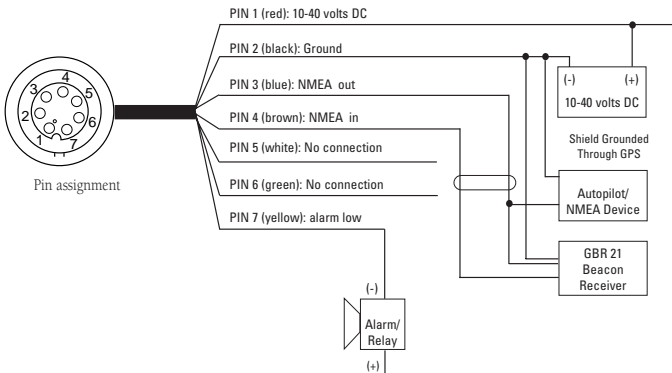 PIN 1 (red): 10-40 volts DC
PIN 2 (black): Ground
PIN 3 (blue): NMEA out
PIN 4 (brown): NMEA in
PIN 5 (white): No connection
PIN 6 (green): No connection
PIN 7 (yellow): alarm low
1
2
3
4
5
6
7
Pin assignment
(-)
(+)
10-40 volts DC
Shield Grounded
Through GPS
Autopilot/
NMEA Device
GBR 21
Beacon
Receiver
(-)
Alarm/
Relay
(+)